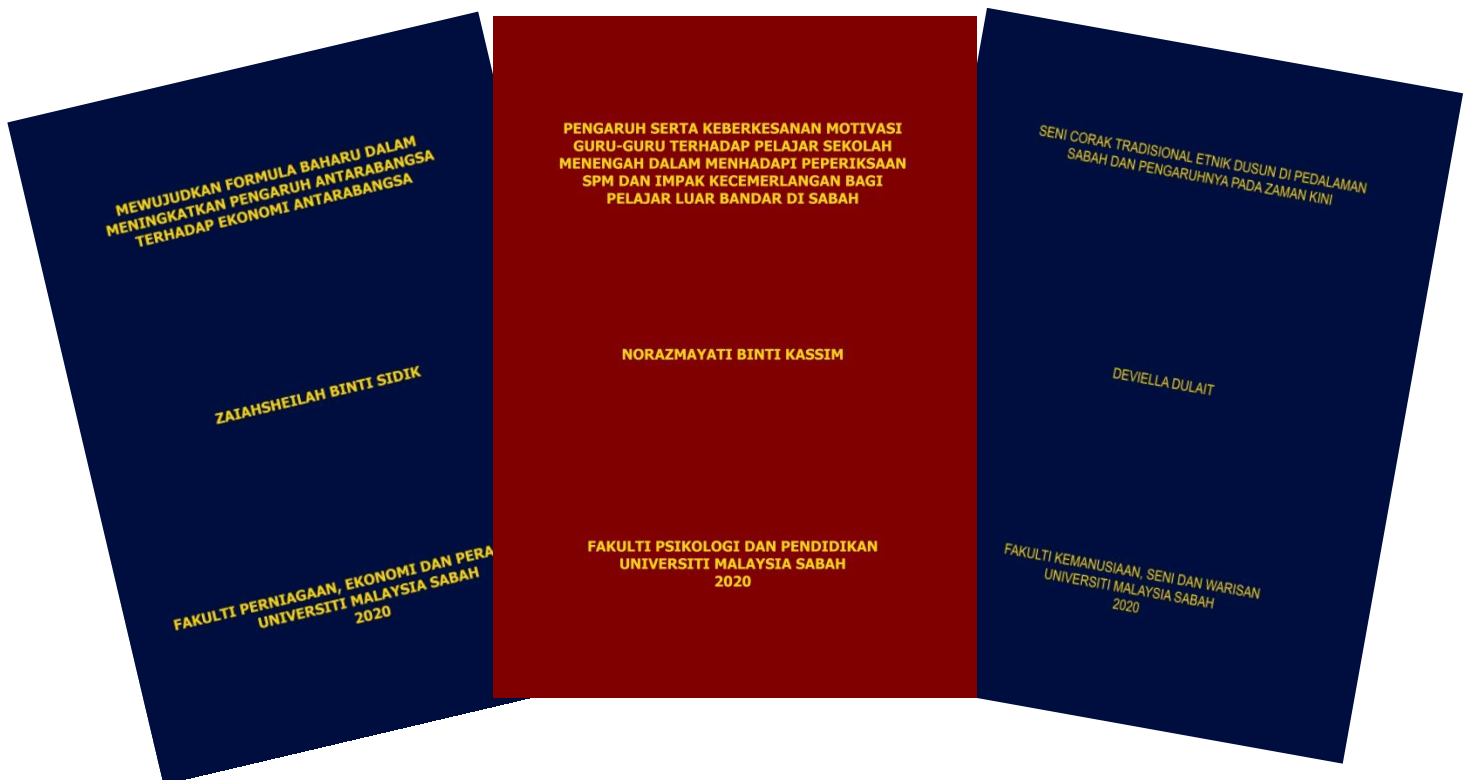 MEWUJUDKAN FORMULA BAHARU DALAM
MENINGKATKAN PENGARUH ANTARABANGSA
TERHADAP EKONOMI ANTARABANGSA
ZAIAHSHEILAH BINTI SIDIK
FAKULTI PERNIAGAAN, EKONOMI DAN
UNIVERSITI MALAYSIA SABAH
2020
PENGARUH SERTA KEBERKESANAN MOTIVASI
GURU-GURU TERHADAP PELAJAR SEKOLAH
MENENGAH DALAM MENHADAPI PEPERIKSAAN
SPM DAN IMPAK KECEMERLANGAN BAGI
PELAJAR LUAR BANDAR DI SABAH
NORAZMAYATI BINTI KASSIM
FAKULTI PSIKOLOGI DAN PENDIDIKAN
UNIVERSITI MALAYSIA SABAH
2020
SENI CORAK TRADISIONAL ETNIK DUSUN DI PEDALAMAN
SABAH DAN PENGARUHNYA PADA ZAMAN KINI
DEVIELLA DULAIT
FAKULTI KEMANUSIAAN, SENI DAN WARISAN
UNIVERSITI MALAYSIA SABAH
2020